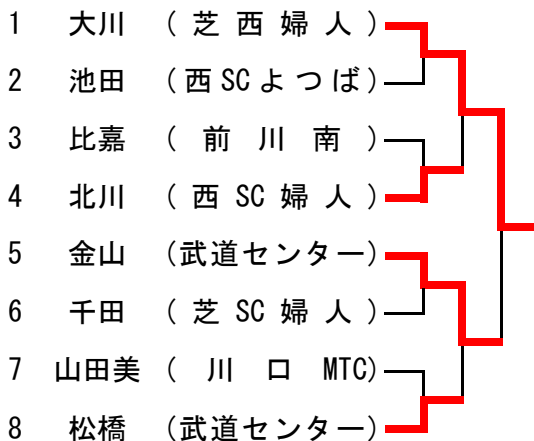 1 大川 (芝西婦人)
2 池田 (西SCよつば)
3 比嘉 (前川南)
4 北川 (西SC婦人)
5 金山 (武道センター)
6 千田 (芝SC婦人)
7 山田美 (川口MTC)
8 松橋 (武道センター)